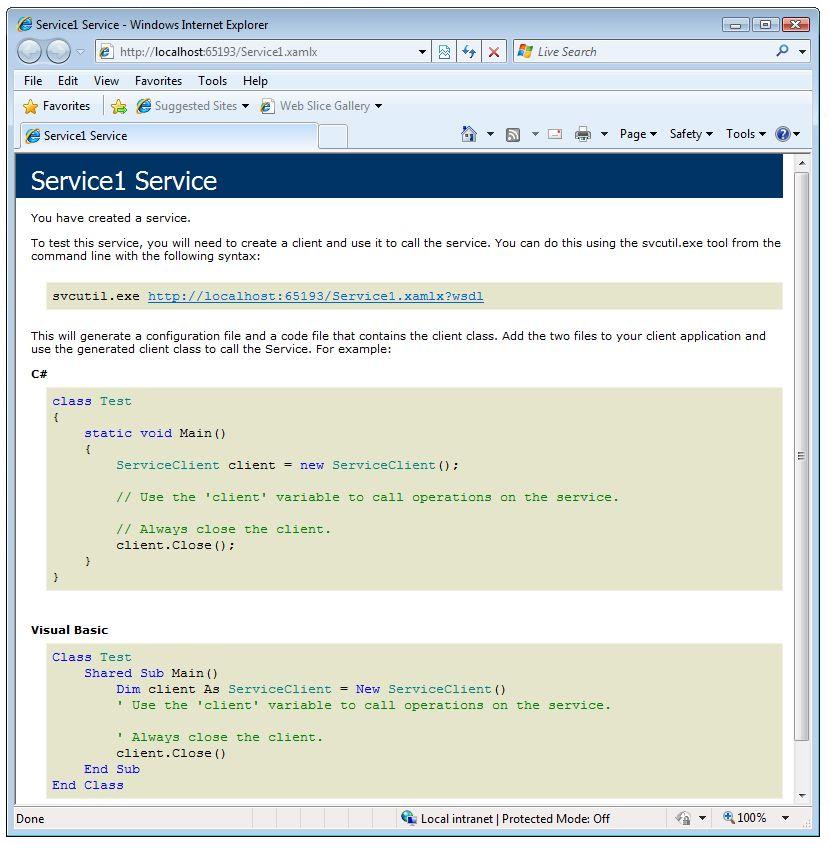 Service1 Service - Windows Internet Explorer
http://localhost:65193/Service1.xamlx
Live Search
File Edit View Favorites Tools Help
Favorites Suggested Sites Web Slice Gallery
Service1 Service Page Safety Tools
Service1 Service
You have created a service.
To test this service, you will need to create a client and use it to call the service. You can do this using the svcutil.exe tool from the
command line with the following syntax:
svcutil.exe http://localhost:65193/Service1.xamlx?wsdl
This will generate a configuration file and a code file that contains the client class. Add the two files to your client application and
use the generated client class to call the Service. For example:
C#
class Test
{
static void Main()
{
ServiceClient client = new ServiceClient();
// Use the 'client' variable to call operations on the service.
// Always close the client.
client.Close();
}
}
Visual Basic
Class Test
Shared Sub Main()
Dim client As ServiceClient = New ServiceClient()
' Use the 'client' variable to call operations on the service.
' Always close the client.
client.Close()
End Sub
End Class
Done Local intranet | Protected Mode: Off 100%